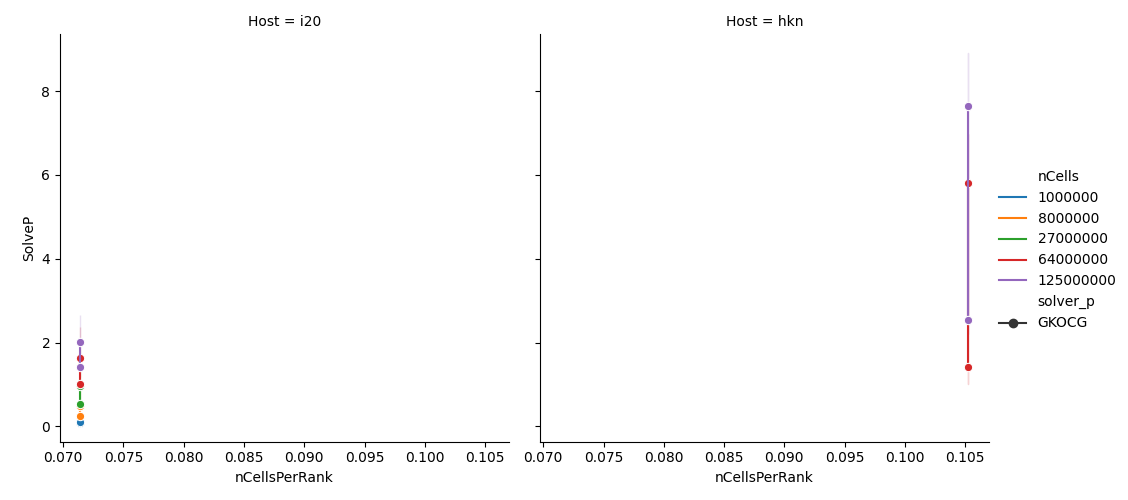 Host = i20
Host = hkn
8
6
4
2
0
SolveP
0.070 0.075 0.080 0.085 0.090 0.095 0.100 0.105
nCellsPerRank
0.070 0.075 0.080 0.085 0.090 0.095 0.100 0.105
nCellsPerRank
nCells
1000000
8000000
27000000
64000000
125000000
solver_p
GKOCG